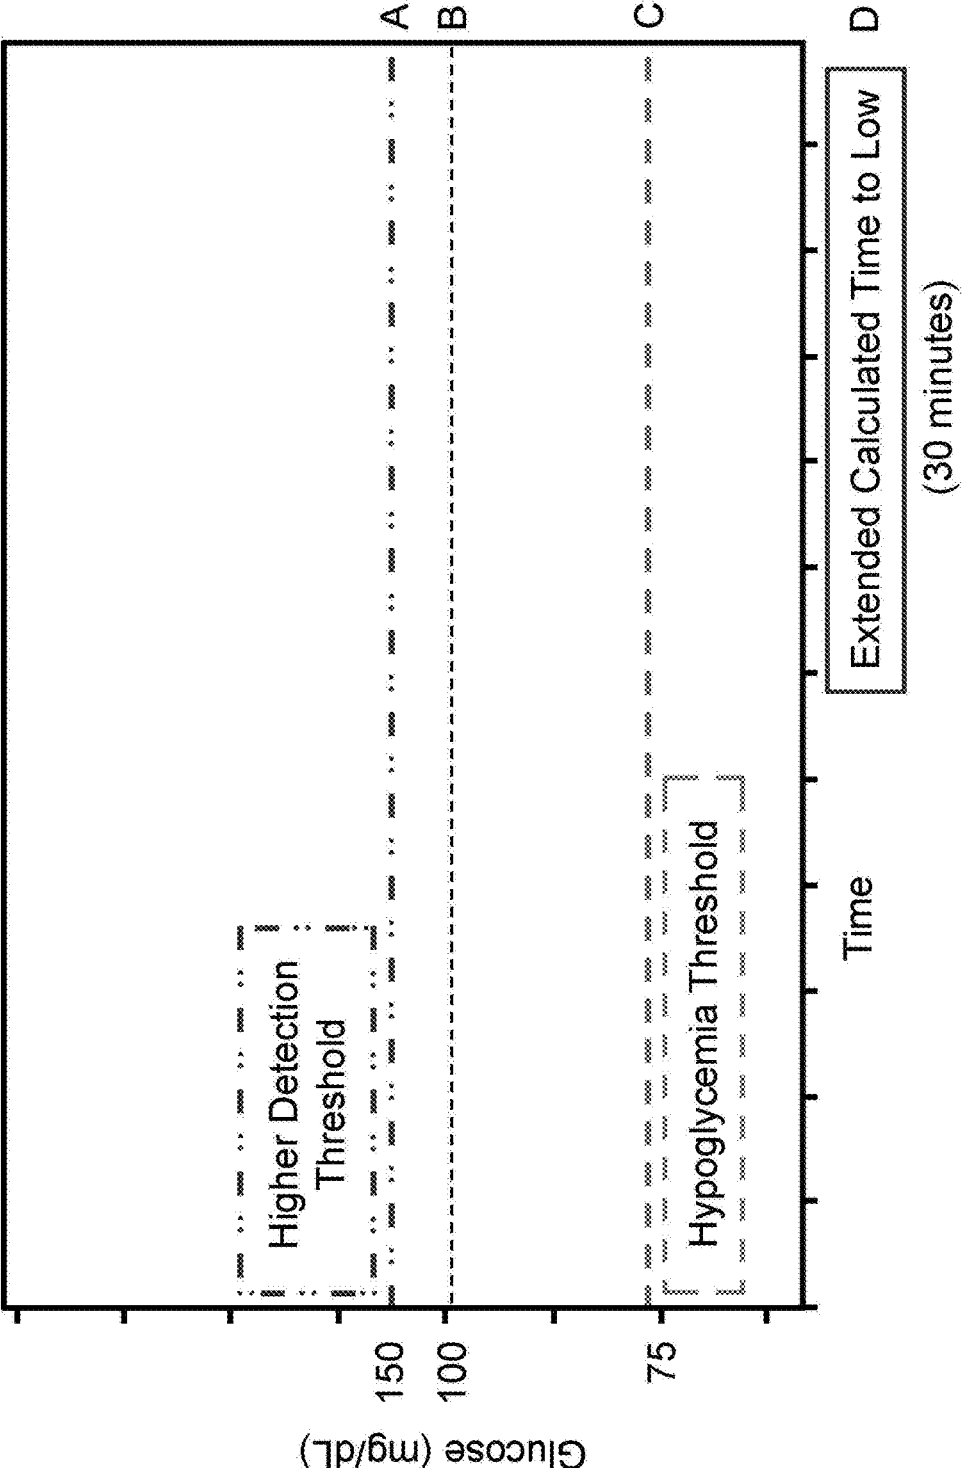 Glucose (mg/dL)
150
100
75
Higher Detection
Threshold
Hypoglycemia Threshold
A
B
C
D
Time
Extended Calculated Time to Low
(30 minutes)